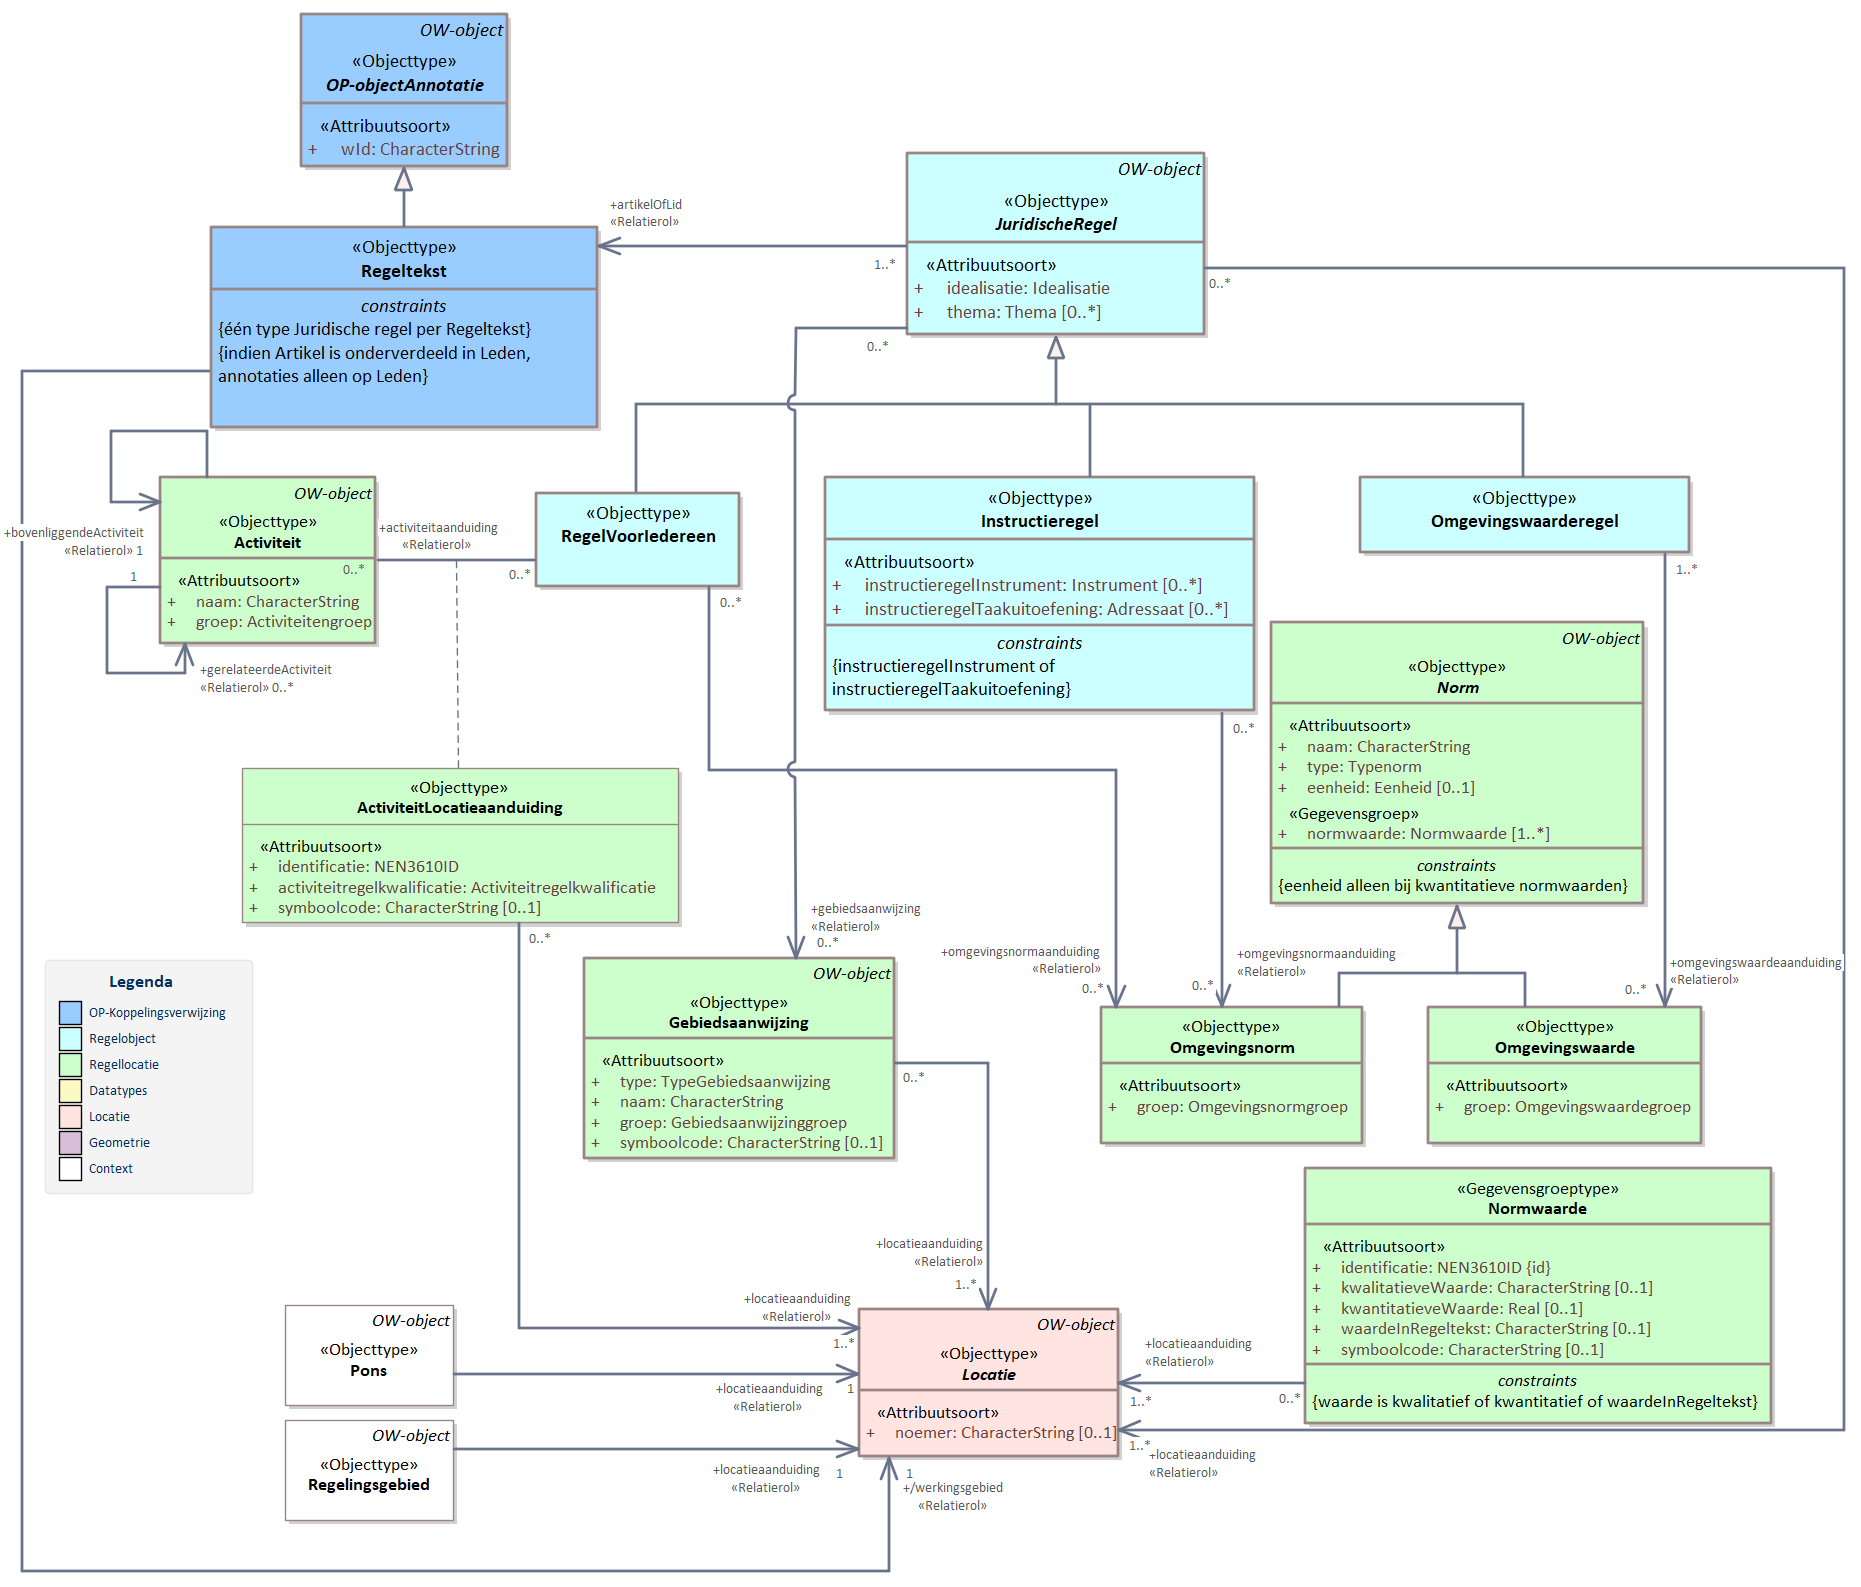 OW-object
«Objecttype»
OP-objectAnnotatie
«Attribuutsoort»
+ wId: CharacterString
OW-object
«Objecttype»
JuridischeRegel
«Attribuutsoort»
+ idealisatie: Idealisatie
+ thema: Thema [0..*]
+artikelOfLid
«Relatierol»
1..*
0..*
0..*
«Objecttype»
Regeltekst
constraints
{één type Juridische regel per Regeltekst}
{indien Artikel is onderverdeeld in Leden,
annotaties alleen op Leden}
OW-object
«Objecttype»
Activiteit
«Attribuutsoort»
+ naam: CharacterString
+ groep: Activiteitengroep
+bovenliggendeActiviteit
«Relatierol» 1
1
+gerelateerdeActiviteit
«Relatierol» 0..*
+activiteitaanduiding
«Relatierol»
0..*
0..*
«Objecttype»
RegelVoorIedereen
0..*
«Objecttype»
Instructieregel
«Attribuutsoort»
+ instructieregelInstrument: Instrument [0..*]
+ instructieregelTaakuitoefening: Adressaat [0..*]
constraints
{instructieregelInstrument of
instructieregelTaakuitoefening}
0..*
«Objecttype»
Omgevingswaarderegel
1..*
OW-object
«Objecttype»
Norm
«Attribuutsoort»
+ naam: CharacterString
+ type: Typenorm
+ eenheid: Eenheid [0..1]
«Gegevensgroep»
+ normwaarde: Normwaarde [1..*]
constraints
{eenheid alleen bij kwantitatieve normwaarden}
«Objecttype»
ActiviteitLocatieaanduiding
«Attribuutsoort»
+ identificatie: NEN3610ID
+ activiteitregelkwalificatie: Activiteitregelkwalificatie
+ symboolcode: CharacterString [0..1]
0..*
+gebiedsaanwijzing
«Relatierol»
0..*
+omgevingsnormaanduiding
«Relatierol»
0..*
+omgevingsnormaanduiding
«Relatierol»
0..*
+omgevingswaardeaanduiding
«Relatierol»
0..*
Legenda
OP-Koppelingsverwijzing
Regelobject
Regellocatie
Datatypes
Locatie
Geometrie
Context
OW-object
«Objecttype»
Gebiedsaanwijzing
«Attribuutsoort»
+ type: TypeGebiedsaanwijzing
+ naam: CharacterString
+ groep: Gebiedsaanwijzinggroep
+ symboolcode: CharacterString [0..1]
0..*
«Objecttype»
Omgevingsnorm
«Attribuutsoort»
+ groep: Omgevingsnormgroep
«Objecttype»
Omgevingswaarde
«Attribuutsoort»
+ groep: Omgevingswaardegroep
«Gegevensgroeptype»
Normwaarde
«Attribuutsoort»
+ identificatie: NEN3610ID {id}
+ kwalitatieveWaarde: CharacterString [0..1]
+ kwantitatieveWaarde: Real [0..1]
+ waardeInRegeltekst: CharacterString [0..1]
+ symboolcode: CharacterString [0..1]
constraints
{waarde is kwalitatief of kwantitatief of waardeInRegeltekst}
+locatieaanduiding
«Relatierol»
1..*
+locatieaanduiding
«Relatierol»
1..*
OW-object
«Objecttype»
Pons
+locatieaanduiding
«Relatierol»
1
OW-object
«Objecttype»
Regelingsgebied
+locatieaanduiding
«Relatierol»
1
OW-object
«Objecttype»
Locatie
«Attribuutsoort»
+ noemer: CharacterString [0..1]
+locatieaanduiding
«Relatierol»
1..*
0..*
1..*
+locatieaanduiding
«Relatierol»
1
+/werkingsgebied
«Relatierol»